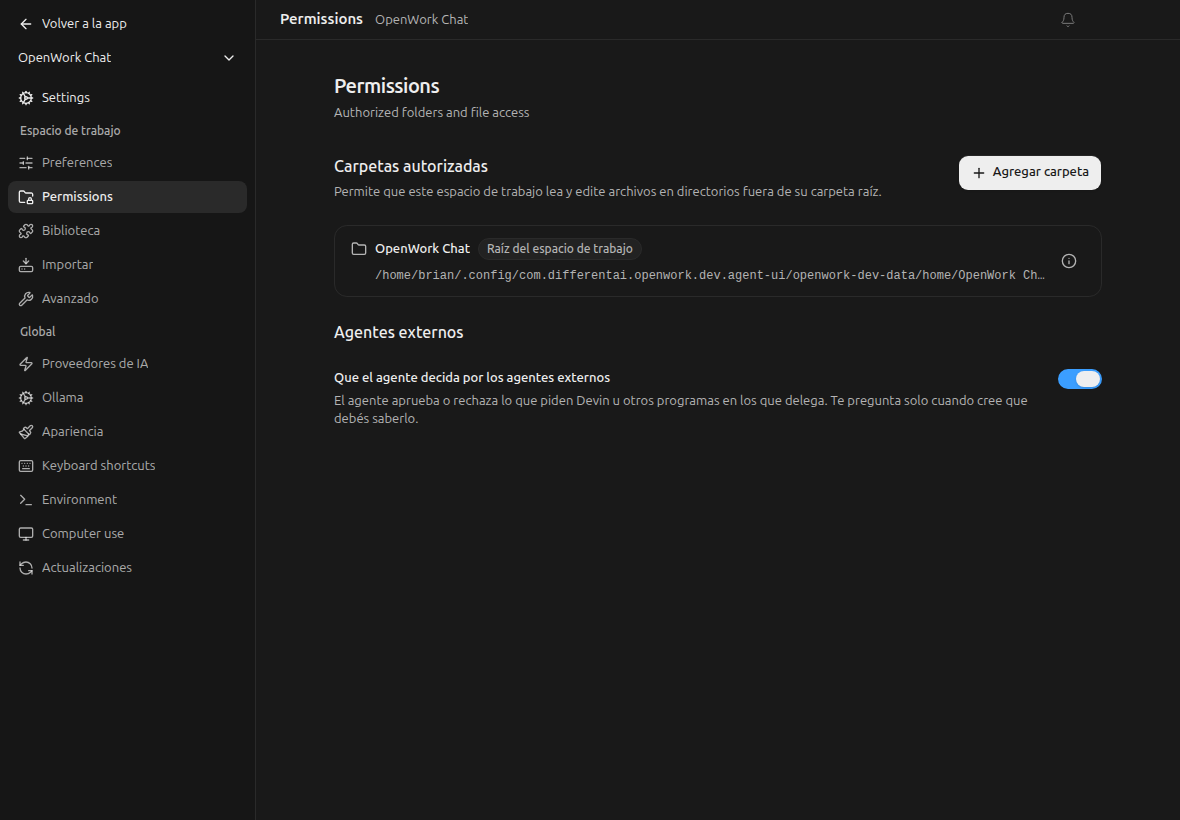 Volver a la app
OpenWork Chat
Settings
Espacio de trabajo
Preferences
Permissions
Biblioteca
Importar
Avanzado
Global
Proveedores de IA
Ollama
Apariencia
Keyboard shortcuts
Environment
Computer use
Actualizaciones
Permissions OpenWork Chat
Permissions
Authorized folders and file access
Carpetas autorizadas
Permite que este espacio de trabajo lea y edite archivos en directorios fuera de su carpeta raíz.
Agregar carpeta
OpenWork Chat Raíz del espacio de trabajo
/home/brian/.config/com.differentai.openwork.dev.agent-ui/openwork-dev-data/home/OpenWork Ch…
Agentes externos
Que el agente decida por los agentes externos
El agente aprueba o rechaza lo que piden Devin u otros programas en los que delega. Te pregunta solo cuando cree que
debés saberlo.